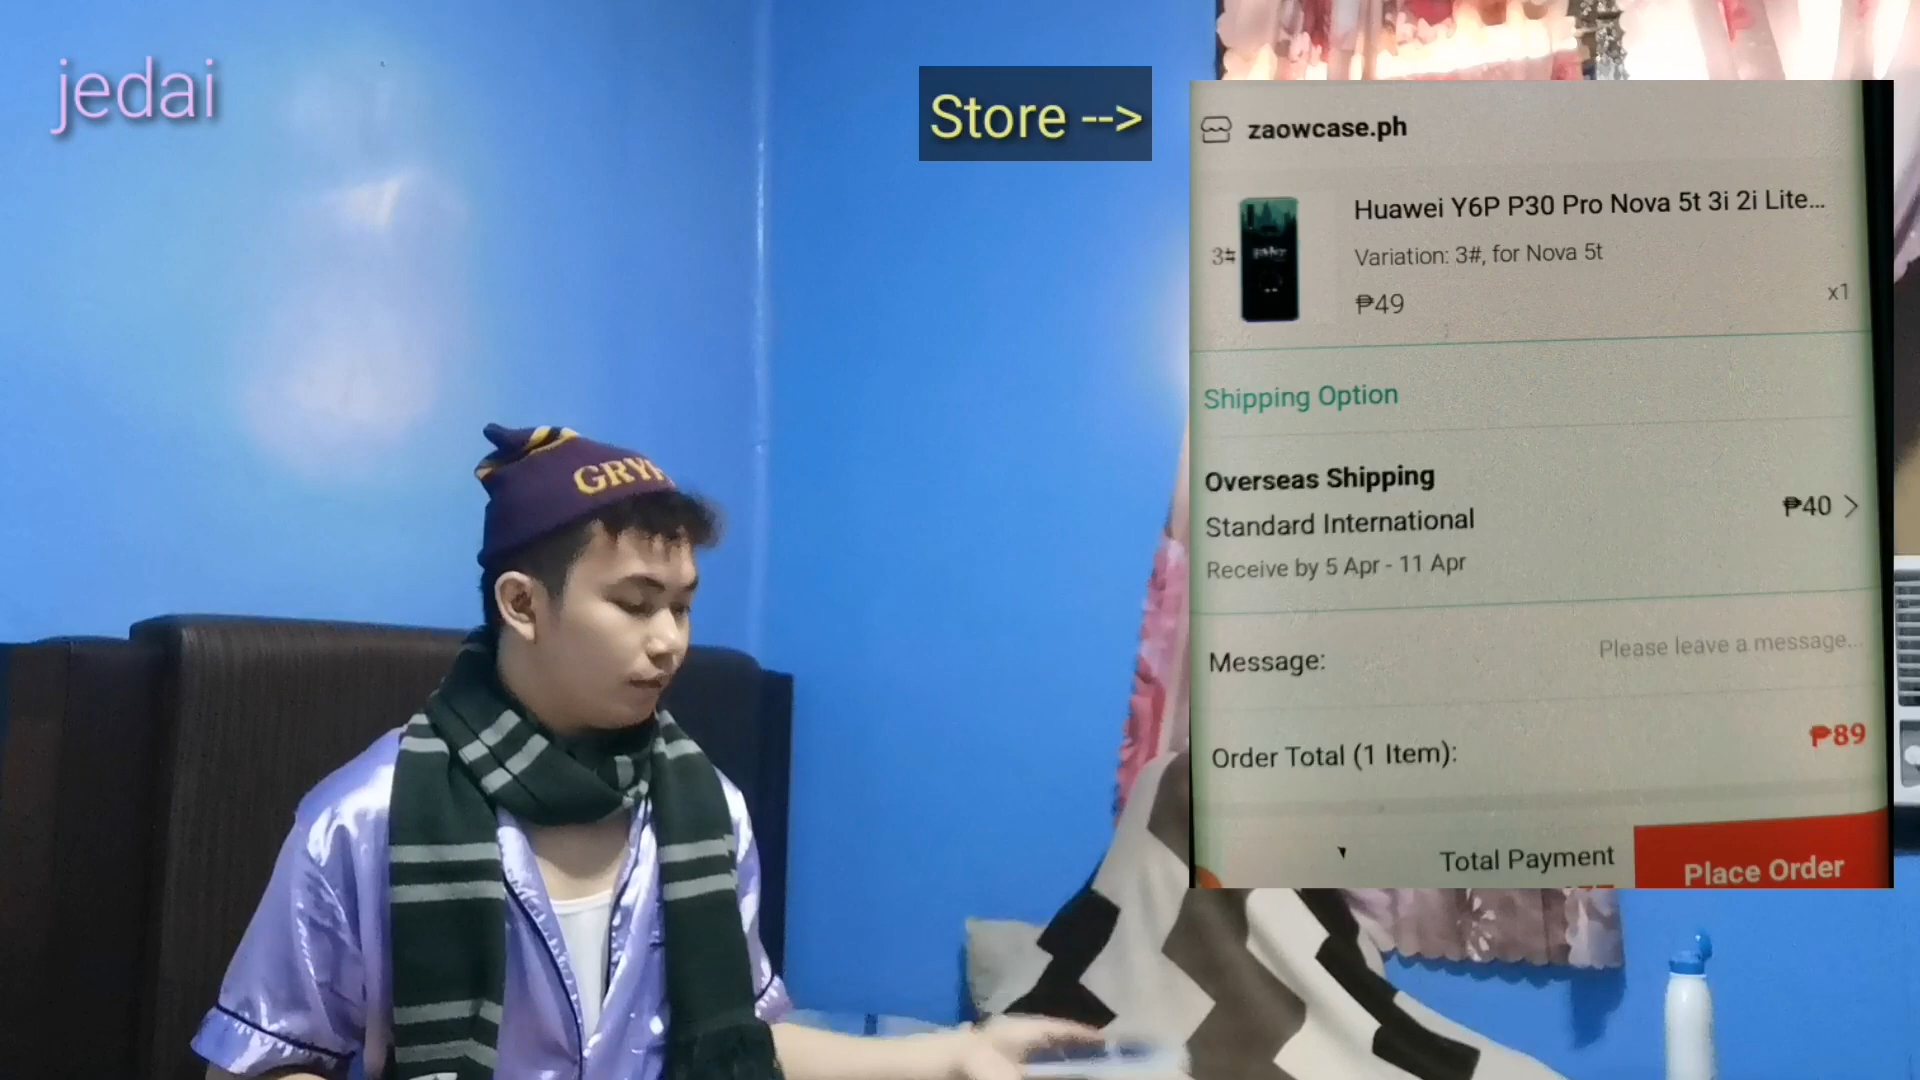 jedai
Store -->
zaowcase.ph
Huawei Y6P P30 Pro Nova 5t 3i 2i Lite...
3#
Variation: 3#, for Nova 5t
₱49
x1
Shipping Option
Overseas Shipping
Standard International
₱40
Receive by 5 Apr - 11 Apr
Message:
Please leave a message...
Order Total (1 Item):
₱89
Total Payment
Place Order